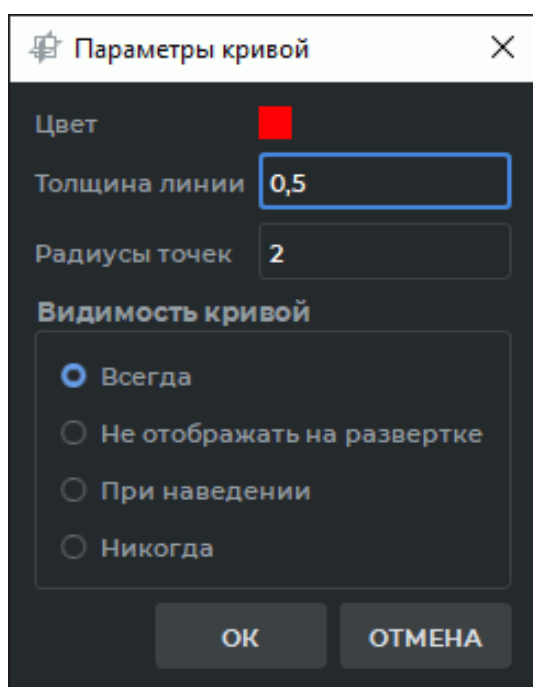 Параметры кривой
Цвет
Толщина линии 0,5
Радиусы точек 2
Видимость кривой
Всегда
Не отображать на развертке
При наведении
Никогда
ОК ОТМЕНА